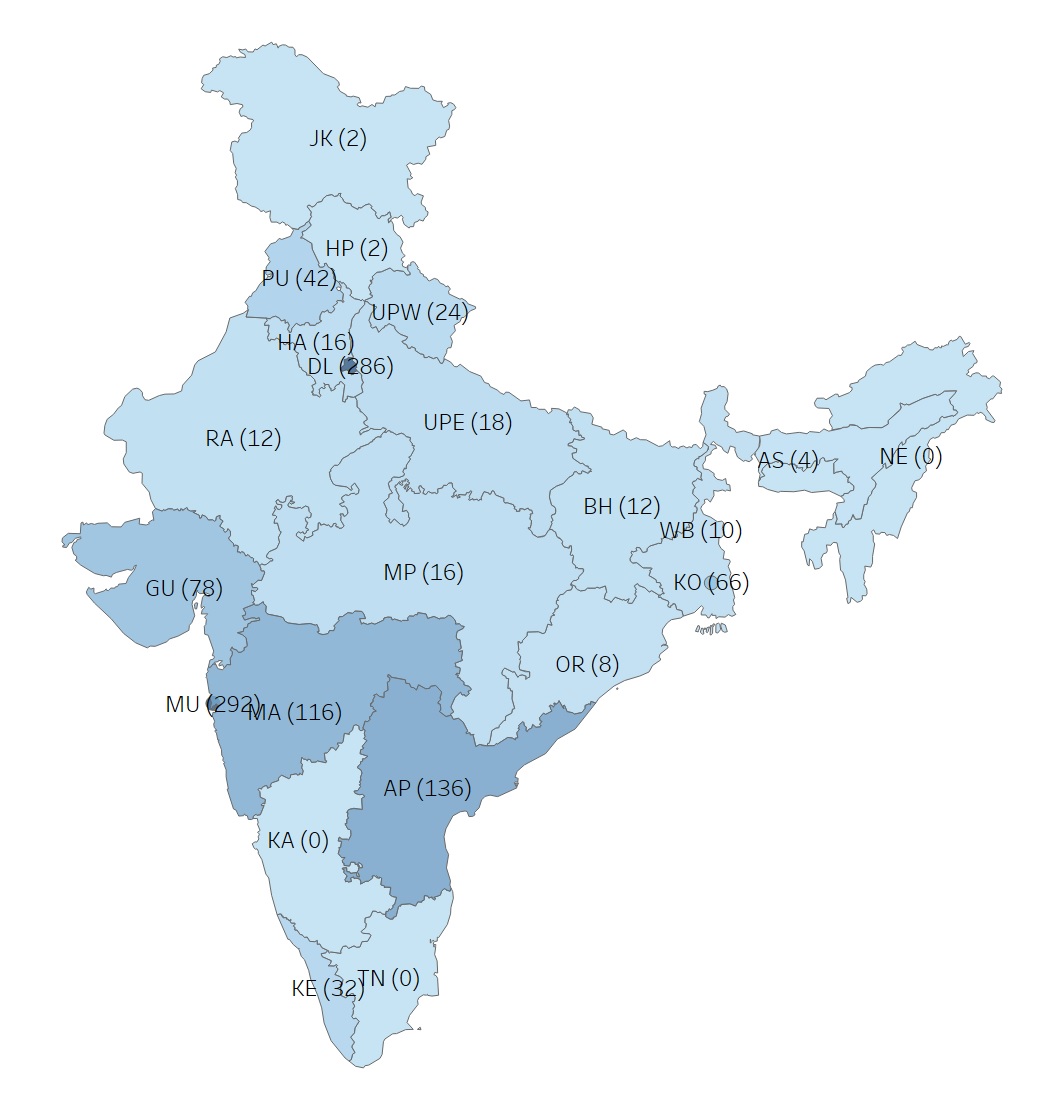 JK (2)
HP (2)
PU (42)
UPW (24)
HA (16)
DL (286)
UPE (18)
RA (12)
AS (4)
NE (0)
BH (12)
WB (10)
MP (16)
KO (66)
GU (78)
OR (8)
MU (292)
MA (116)
AP (136)
KA (0)
TN (0)
KE (32)